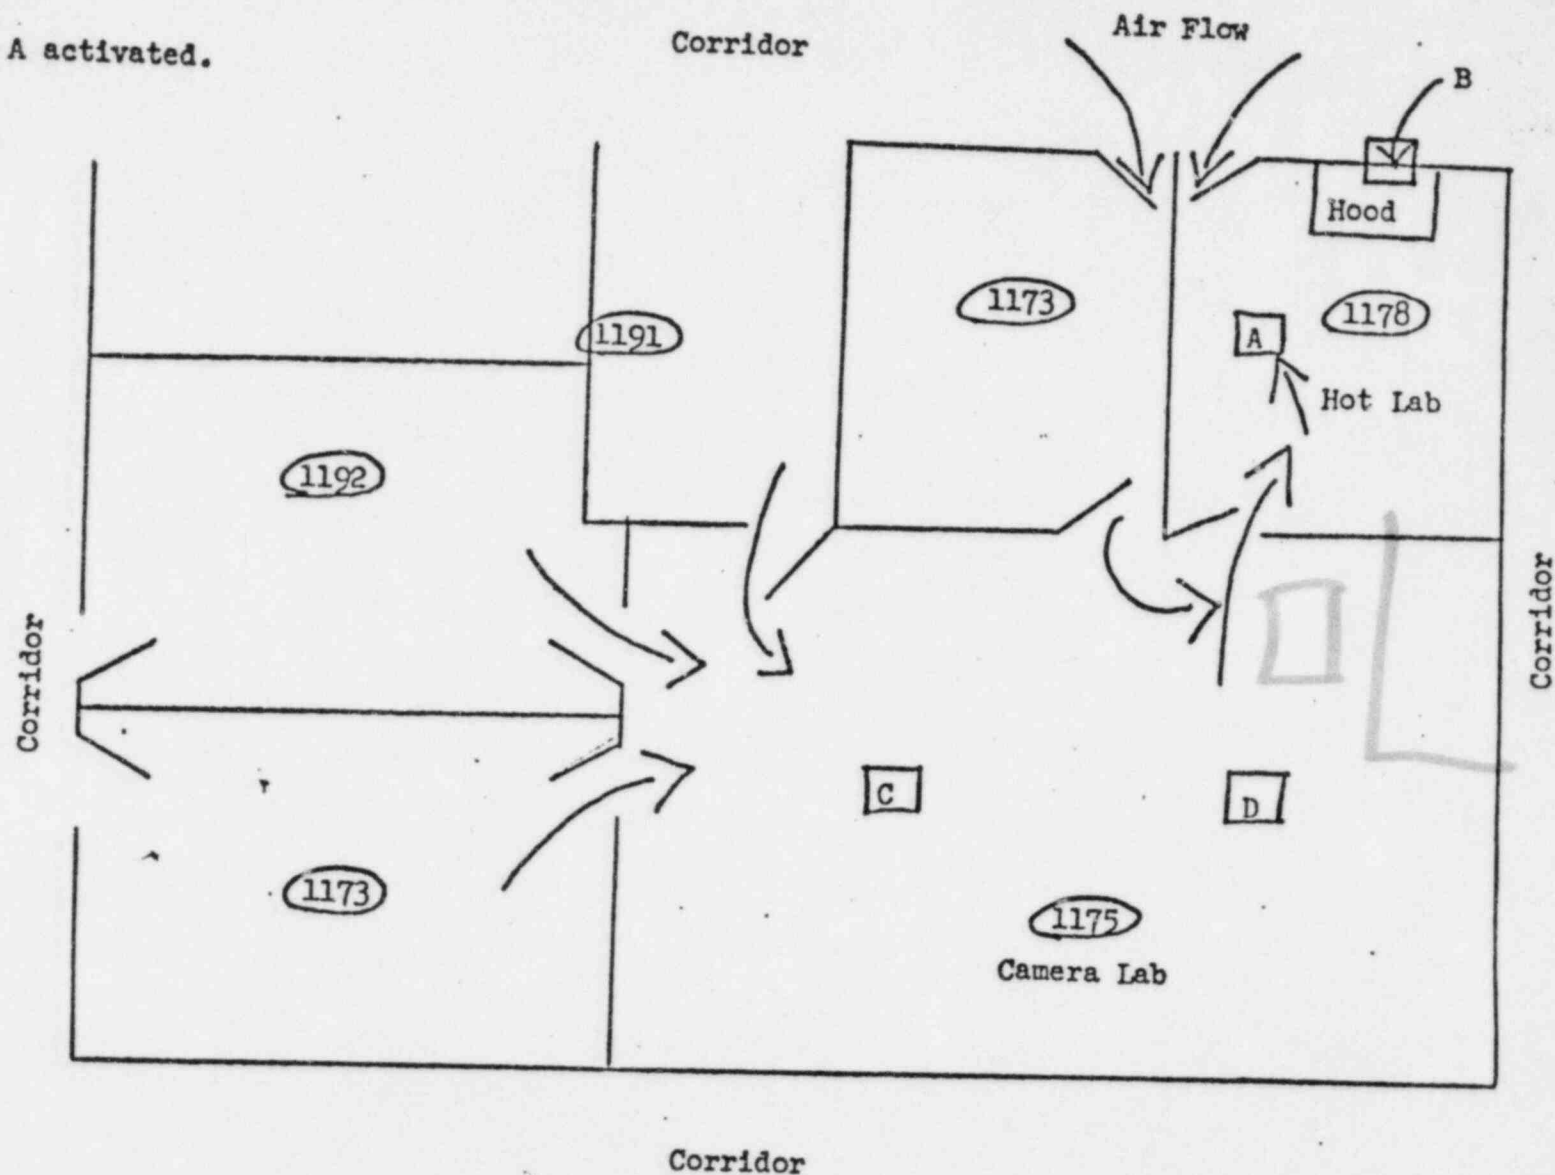 A activated.
Corridor
Air Flow
B
Hood
1173
1178
1191
A
Hot Lab
1192
Corridor
Corridor
C
D
1173
1175
Camera Lab
Corridor